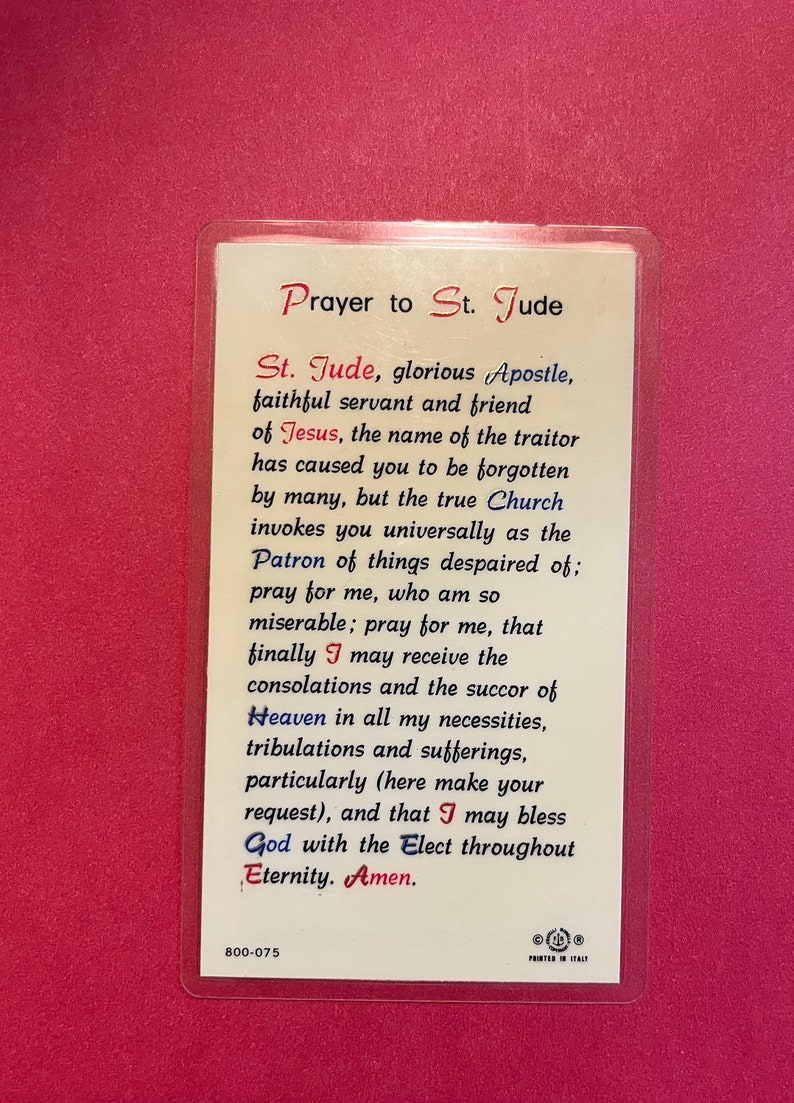 Prayer to St. Jude
St. Jude, glorious Apostle,
faithful servant and friend
of Jesus, the name of the traitor
has caused you to be forgotten
by many, but the true Church
invokes you universally as the
Patron of things despaired of;
pray for me, who am so
miserable; pray for me, that
finally I may receive the
consolations and the succor of
Heaven in all my necessities,
tribulations and sufferings,
particularly (here make your
request), and that I may bless
God with the Elect throughout
Eternity. Amen.
800-075
© ®
PRINTED IN ITALY